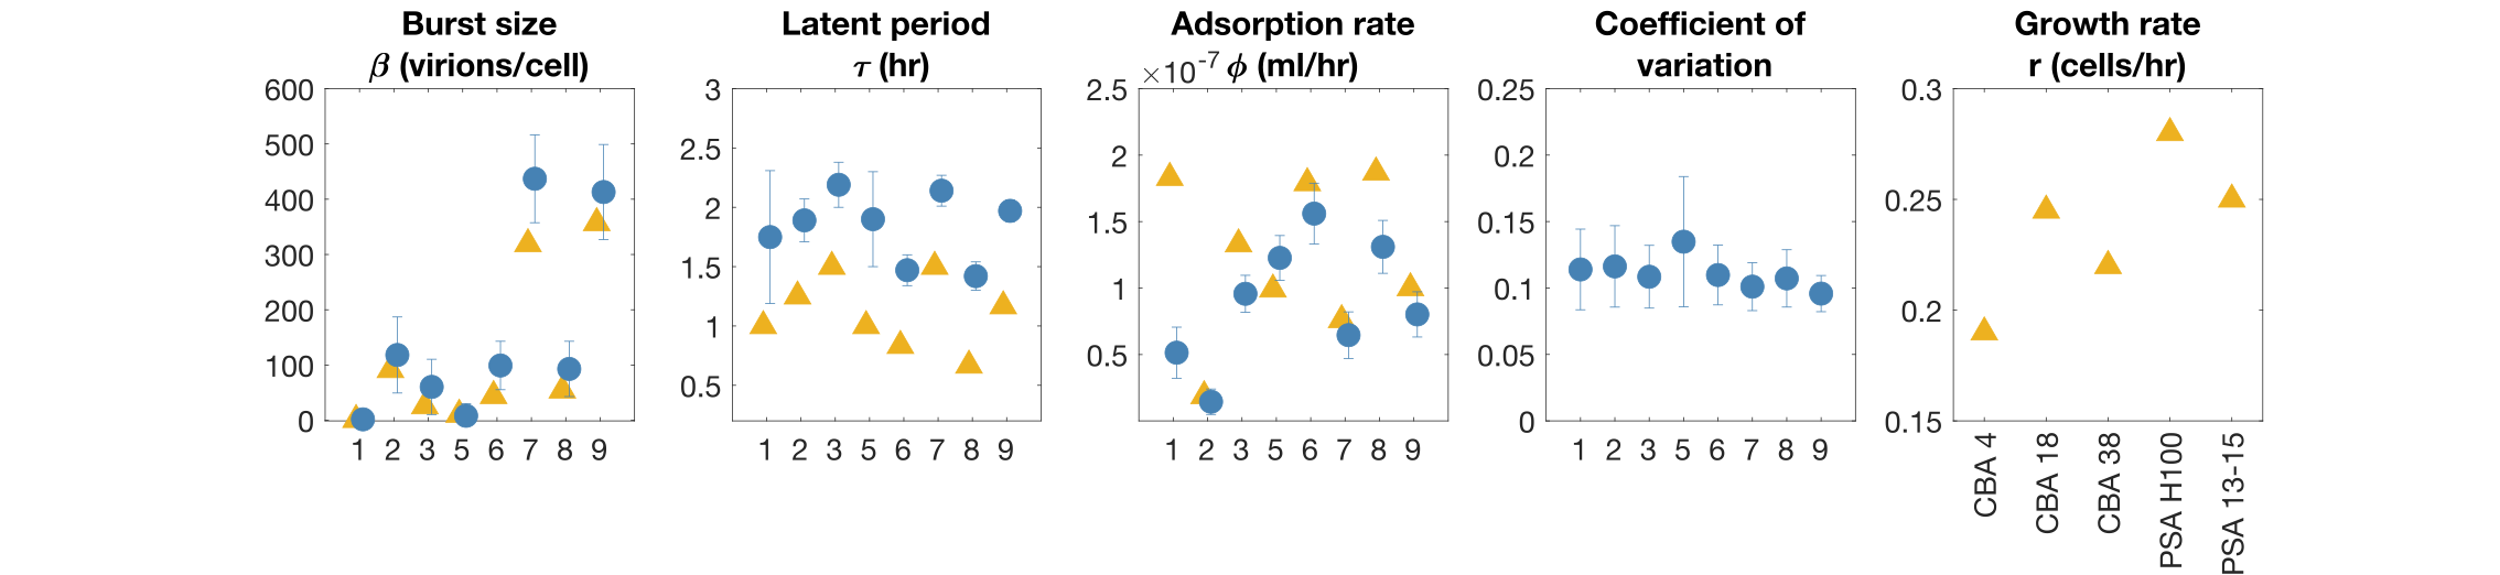 Burst size
β (virions/cell)
600
500
400
300
200
100
0
1 2 3 5 6 7 8 9
Latent period
τ (hr)
3
2.5
2
1.5
1
0.5
1 2 3 5 6 7 8 9
Adsorption rate
×10⁻⁷ ϕ (ml/hr)
2.5
2
1.5
1
0.5
1 2 3 5 6 7 8 9
Coefficient of
variation
0.25
0.2
0.15
0.1
0.05
0
1 2 3 5 6 7 8 9
Growth rate
r (cells/hr)
0.3
0.25
0.2
0.15
CBA 4
CBA 18
CBA 38
PSA H100
PSA 13-15